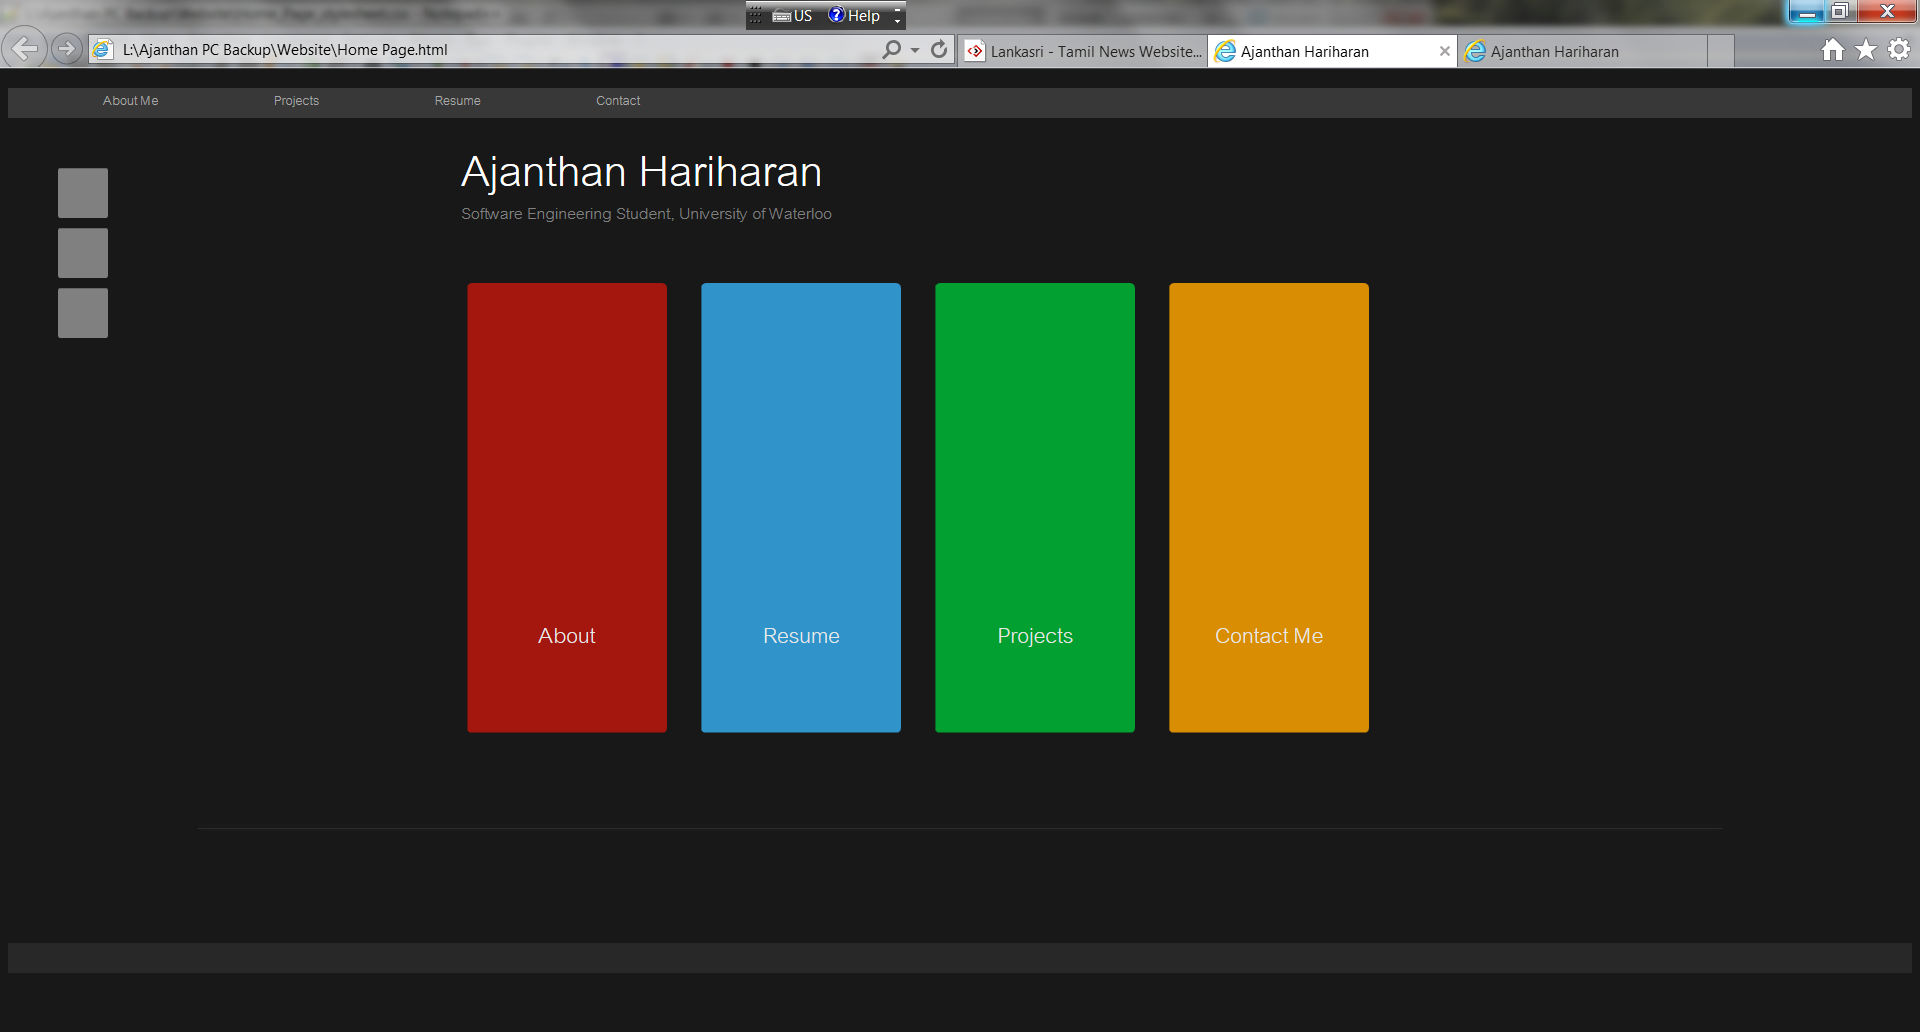 US Help
L:\Ajanthan PC Backup\Website\Home Page.html
Lankasri - Tamil News Website...
Ajanthan Hariharan
Ajanthan Hariharan
About Me Projects Resume Contact
Ajanthan Hariharan
Software Engineering Student, University of Waterloo
About Resume Projects Contact Me